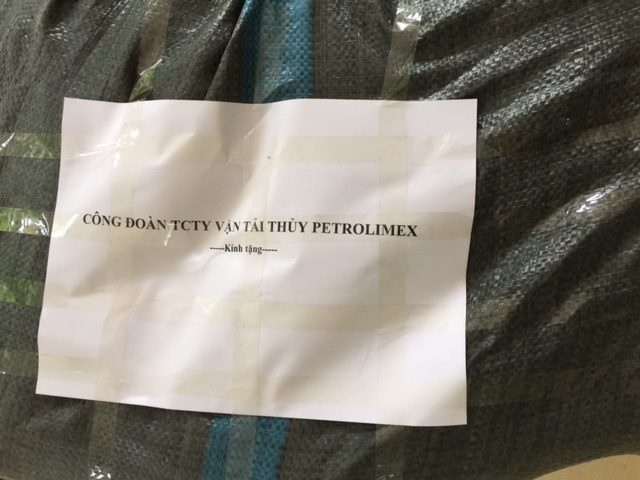 CÔNG ĐOÀN TCTY VẬN TẢI THỦY PETROLIMEX
-----Kính tặng-----